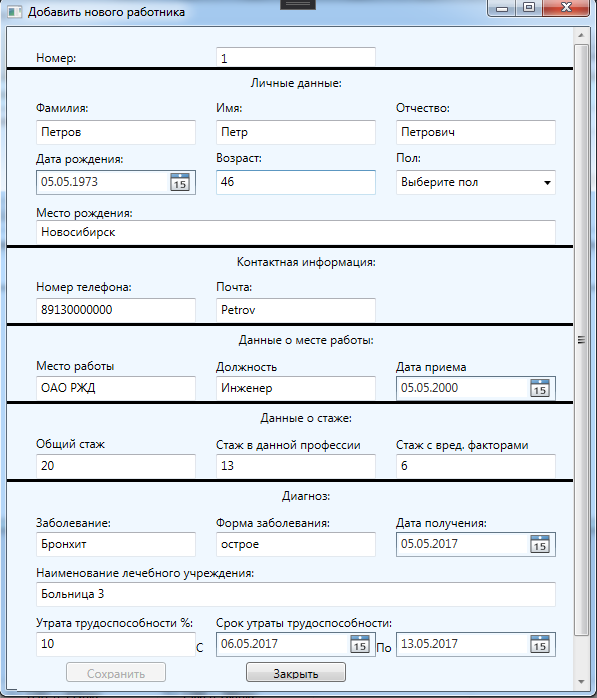 Добавить нового работника
Номер: 1
Личные данные:
Фамилия: Имя: Отчество:
Петров Петр Петрович
Дата рождения: Возраст: Пол:
05.05.1973 15 46 Выберите пол
Место рождения:
Новосибирск
Контактная информация:
Номер телефона: Почта:
89130000000 Petrov
Данные о месте работы:
Место работы Должность Дата приема
ОАО РЖД Инженер 05.05.2000 15
Данные о стаже:
Общий стаж Стаж в данной профессии Стаж с вред. факторами
20 13 6
Диагноз:
Заболевание: Форма заболевания: Дата получения:
Бронхит острое 05.05.2017 15
Наименование лечебного учреждения:
Больница 3
Утрата трудоспособности %: Срок утраты трудоспособности:
10 С 06.05.2017 15 По 13.05.2017 15
Сохранить Закрыть